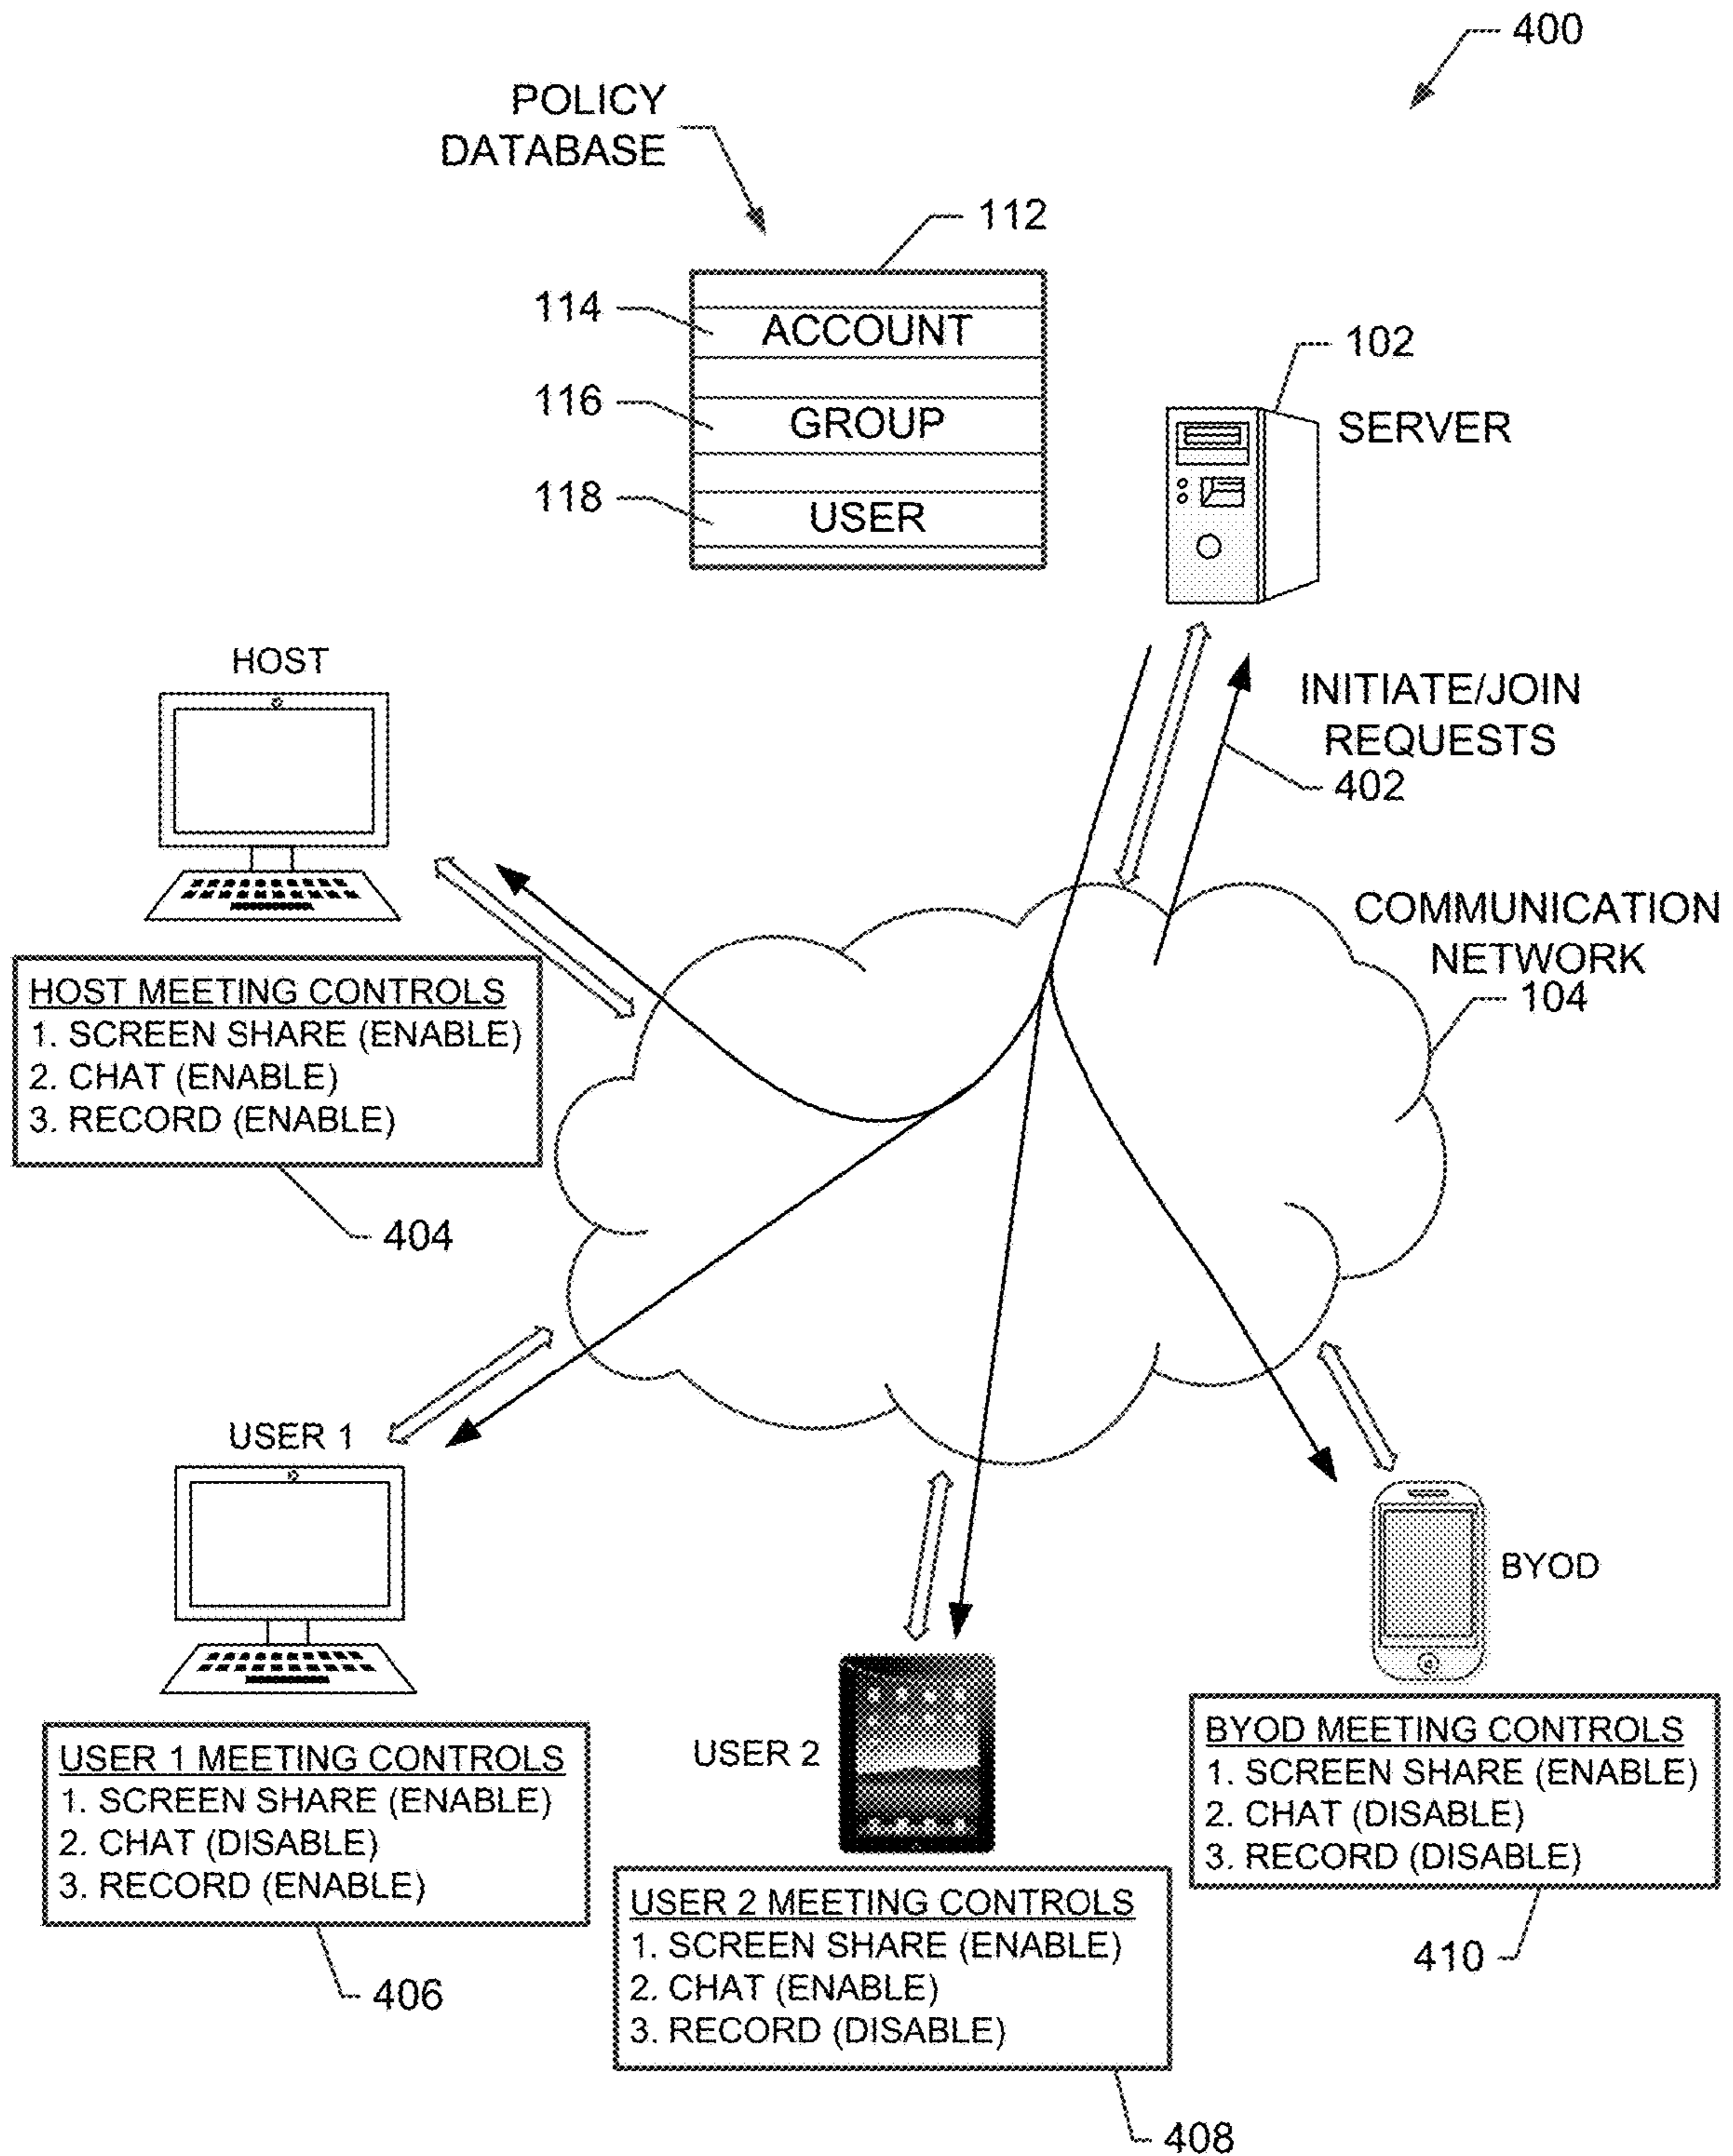 400
POLICY
DATABASE
112
114
ACCOUNT
116
GROUP
118
USER
102
SERVER
HOST
INITIATE/JOIN
REQUESTS
402
COMMUNICATION
NETWORK
104
HOST MEETING CONTROLS
1. SCREEN SHARE (ENABLE)
2. CHAT (ENABLE)
3. RECORD (ENABLE)
404
USER 1
BYOD
USER 1 MEETING CONTROLS
1. SCREEN SHARE (ENABLE)
2. CHAT (DISABLE)
3. RECORD (ENABLE)
406
USER 2
USER 2 MEETING CONTROLS
1. SCREEN SHARE (ENABLE)
2. CHAT (ENABLE)
3. RECORD (DISABLE)
408
BYOD MEETING CONTROLS
1. SCREEN SHARE (ENABLE)
2. CHAT (DISABLE)
3. RECORD (DISABLE)
410